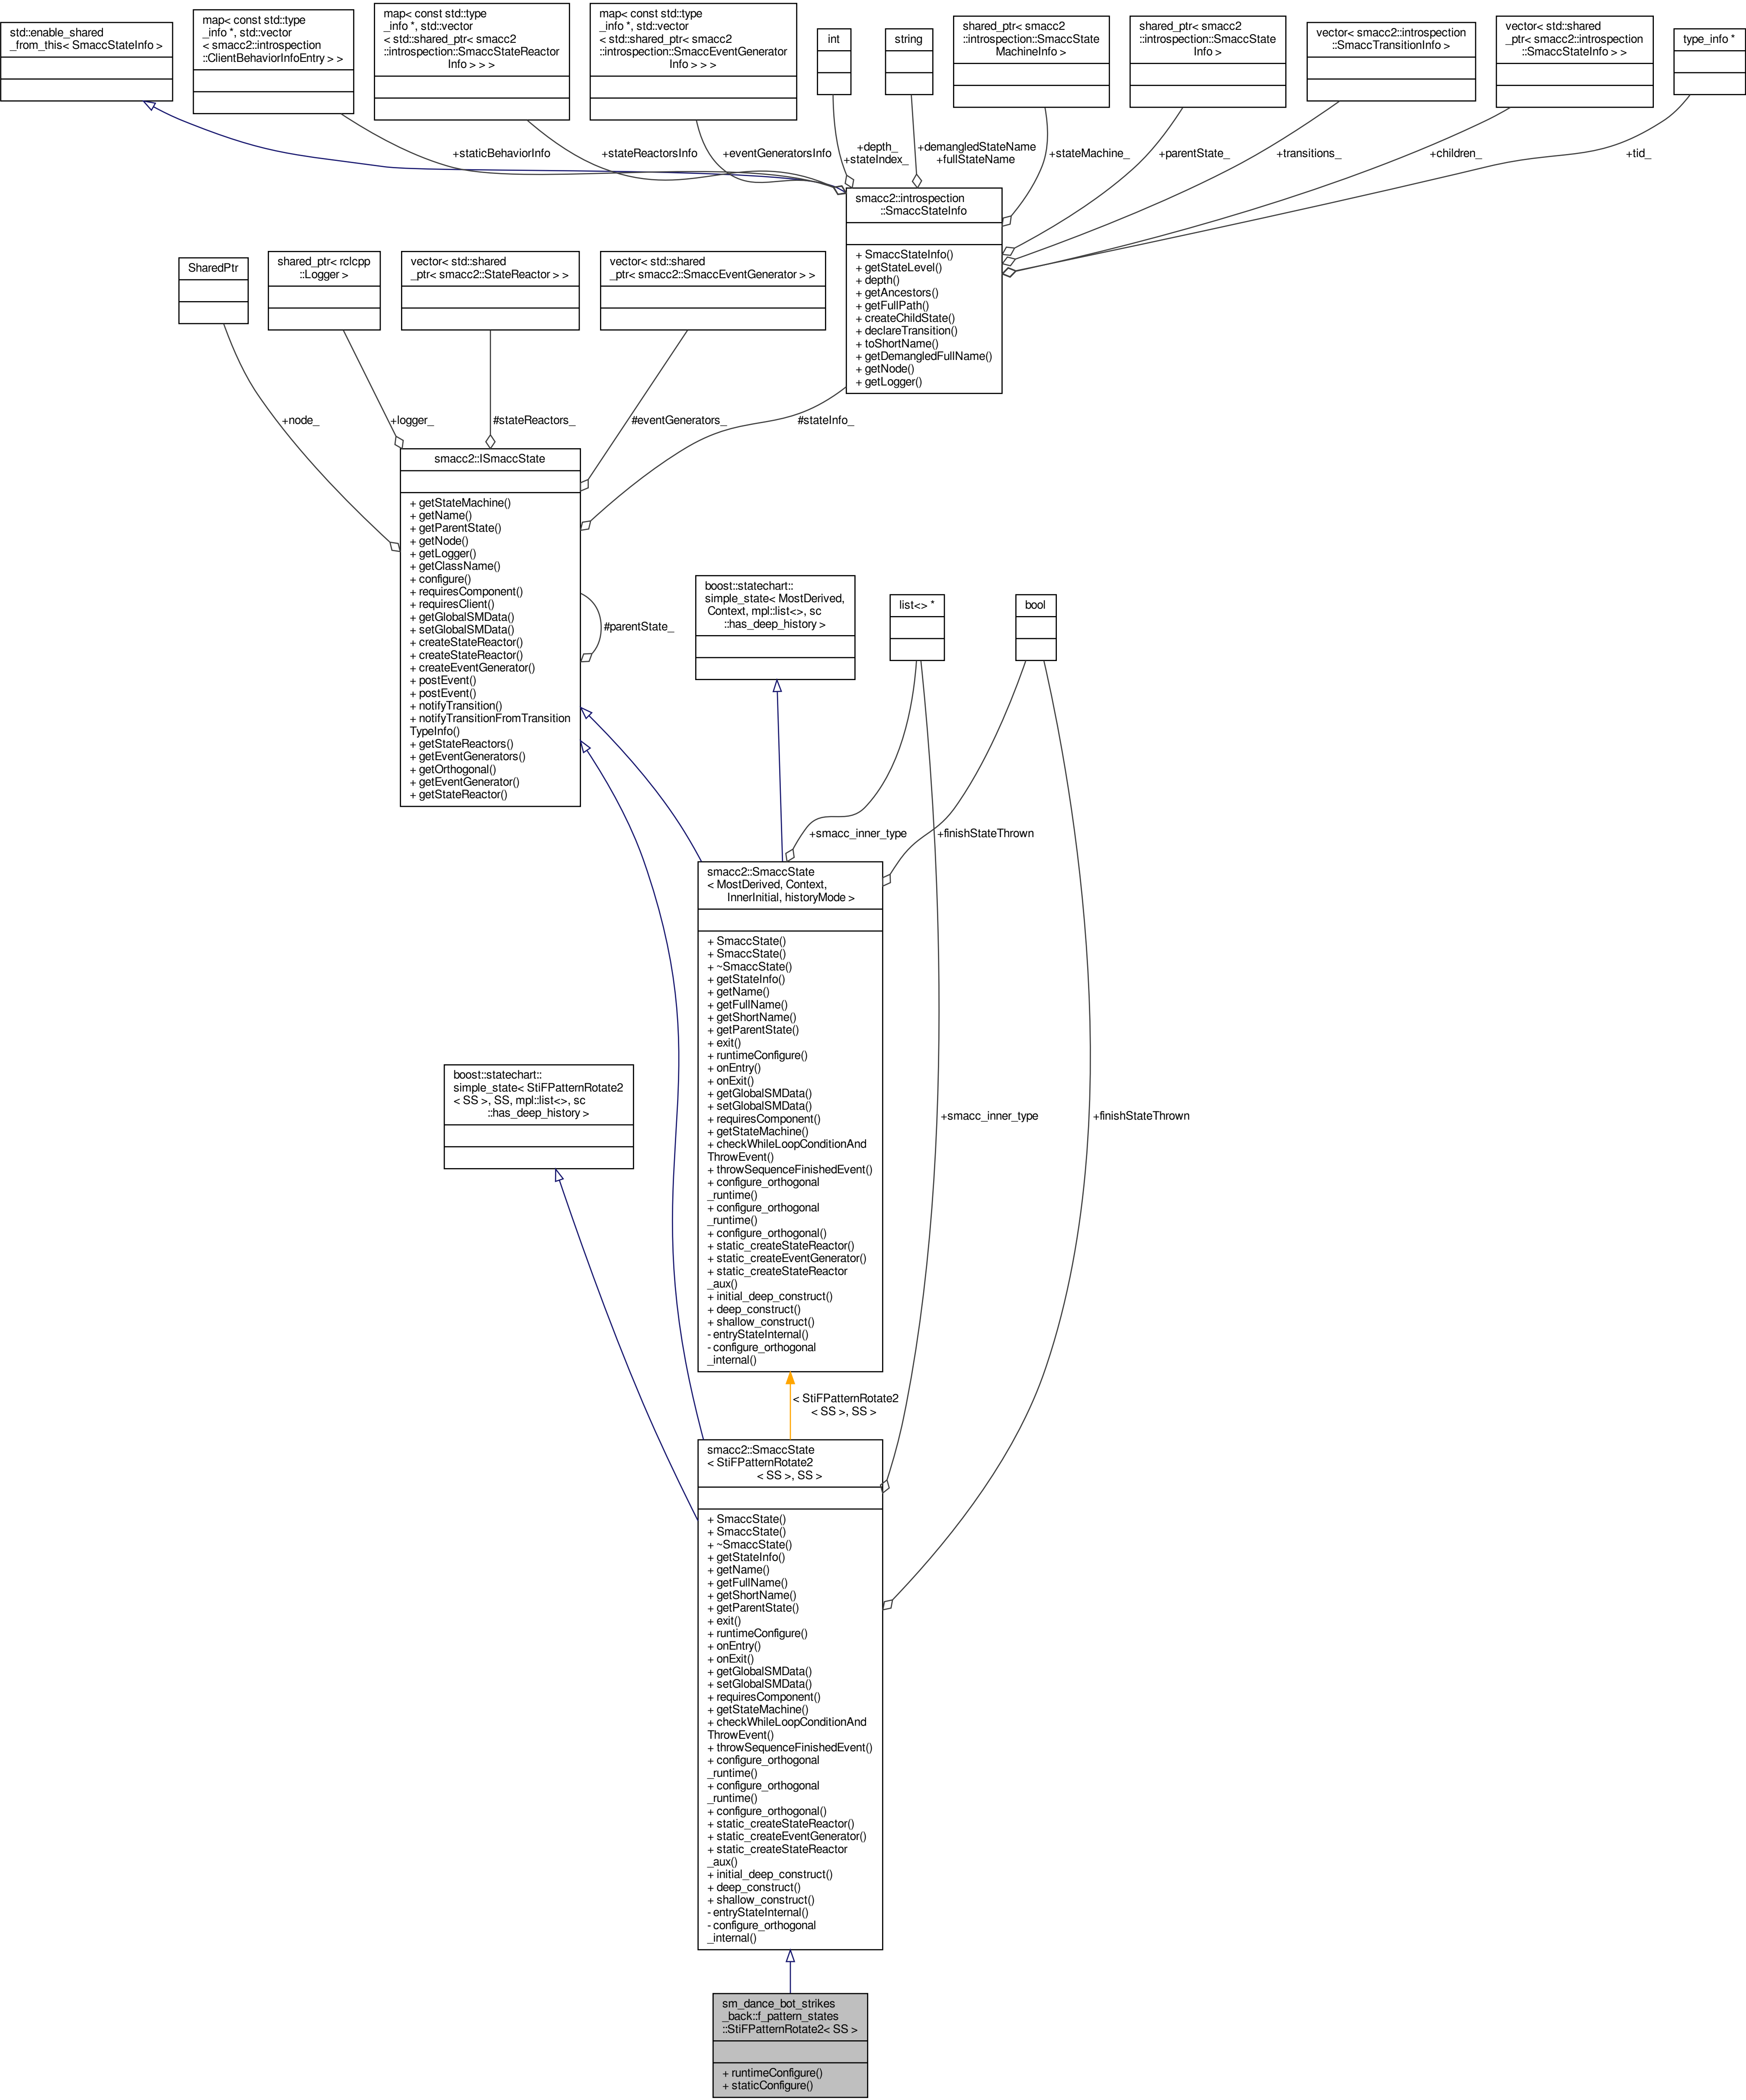 std::enable_shared
_from_this< SmaccStateInfo >
map< const std::type
_info *, std::vector
< smacc2::introspection
::ClientBehaviorInfoEntry > >
map< const std::type
_info *, std::vector
< std::shared_ptr< smacc2
::introspection::SmaccStateReactor
Info > > >
map< const std::type
_info *, std::vector
< std::shared_ptr< smacc2
::introspection::SmaccEventGenerator
Info > > >
int
string
shared_ptr< smacc2
::introspection::SmaccState
MachineInfo >
shared_ptr< smacc2
::introspection::SmaccState
Info >
vector< smacc2::introspection
::SmaccTransitionInfo >
vector< std::shared
_ptr< smacc2::introspection
::SmaccStateInfo > >
type_info *
+staticBehaviorInfo
+stateReactorsInfo
+eventGeneratorsInfo
+depth_
+stateIndex_
+demangledStateName
+fullStateName
+stateMachine_
+parentState_
+transitions_
+children_
+tid_
smacc2::introspection
::SmaccStateInfo
+ SmaccStateInfo()
+ getStateLevel()
+ depth()
+ getAncestors()
+ getFullPath()
+ createChildState()
+ declareTransition()
+ toShortName()
+ getDemangledFullName()
+ getNode()
+ getLogger()
SharedPtr
shared_ptr< rclcpp
::Logger >
vector< std::shared
_ptr< smacc2::StateReactor > >
vector< std::shared
_ptr< smacc2::SmaccEventGenerator > >
+node_
+logger_
#stateReactors_
#eventGenerators_
#stateInfo_
smacc2::ISmaccState
+ getStateMachine()
+ getName()
+ getParentState()
+ getNode()
+ getLogger()
+ getClassName()
+ configure()
+ requiresComponent()
+ requiresClient()
+ getGlobalSMData()
+ setGlobalSMData()
+ createStateReactor()
+ createStateReactor()
+ createEventGenerator()
+ postEvent()
+ postEvent()
+ notifyTransition()
+ notifyTransitionFromTransition
TypeInfo()
+ getStateReactors()
+ getEventGenerators()
+ getOrthogonal()
+ getEventGenerator()
+ getStateReactor()
#parentState_
boost::statechart::
simple_state< MostDerived,
Context, mpl::list<>, sc
::has_deep_history >
list<> *
bool
+smacc_inner_type
+finishStateThrown
smacc2::SmaccState
< MostDerived, Context,
InnerInitial, historyMode >
+ SmaccState()
+ SmaccState()
+ ~SmaccState()
+ getStateInfo()
+ getName()
+ getFullName()
+ getShortName()
+ getParentState()
+ exit()
+ runtimeConfigure()
+ onEntry()
+ onExit()
+ getGlobalSMData()
+ setGlobalSMData()
+ requiresComponent()
+ getStateMachine()
+ checkWhileLoopConditionAnd
ThrowEvent()
+ throwSequenceFinishedEvent()
+ configure_orthogonal
_runtime()
+ configure_orthogonal
_runtime()
+ configure_orthogonal()
+ static_createStateReactor()
+ static_createEventGenerator()
+ static_createStateReactor
_aux()
+ initial_deep_construct()
+ deep_construct()
+ shallow_construct()
- entryStateInternal()
- configure_orthogonal
_internal()
boost::statechart::
simple_state< StiFPatternRotate2
< SS >, SS, mpl::list<>, sc
::has_deep_history >
+smacc_inner_type
+finishStateThrown
< StiFPatternRotate2
< SS >, SS >
smacc2::SmaccState
< StiFPatternRotate2
< SS >, SS >
+ SmaccState()
+ SmaccState()
+ ~SmaccState()
+ getStateInfo()
+ getName()
+ getFullName()
+ getShortName()
+ getParentState()
+ exit()
+ runtimeConfigure()
+ onEntry()
+ onExit()
+ getGlobalSMData()
+ setGlobalSMData()
+ requiresComponent()
+ getStateMachine()
+ checkWhileLoopConditionAnd
ThrowEvent()
+ throwSequenceFinishedEvent()
+ configure_orthogonal
_runtime()
+ configure_orthogonal
_runtime()
+ configure_orthogonal()
+ static_createStateReactor()
+ static_createEventGenerator()
+ static_createStateReactor
_aux()
+ initial_deep_construct()
+ deep_construct()
+ shallow_construct()
- entryStateInternal()
- configure_orthogonal
_internal()
sm_dance_bot_strikes
_back::f_pattern_states
::StiFPatternRotate2< SS >
+ runtimeConfigure()
+ staticConfigure()